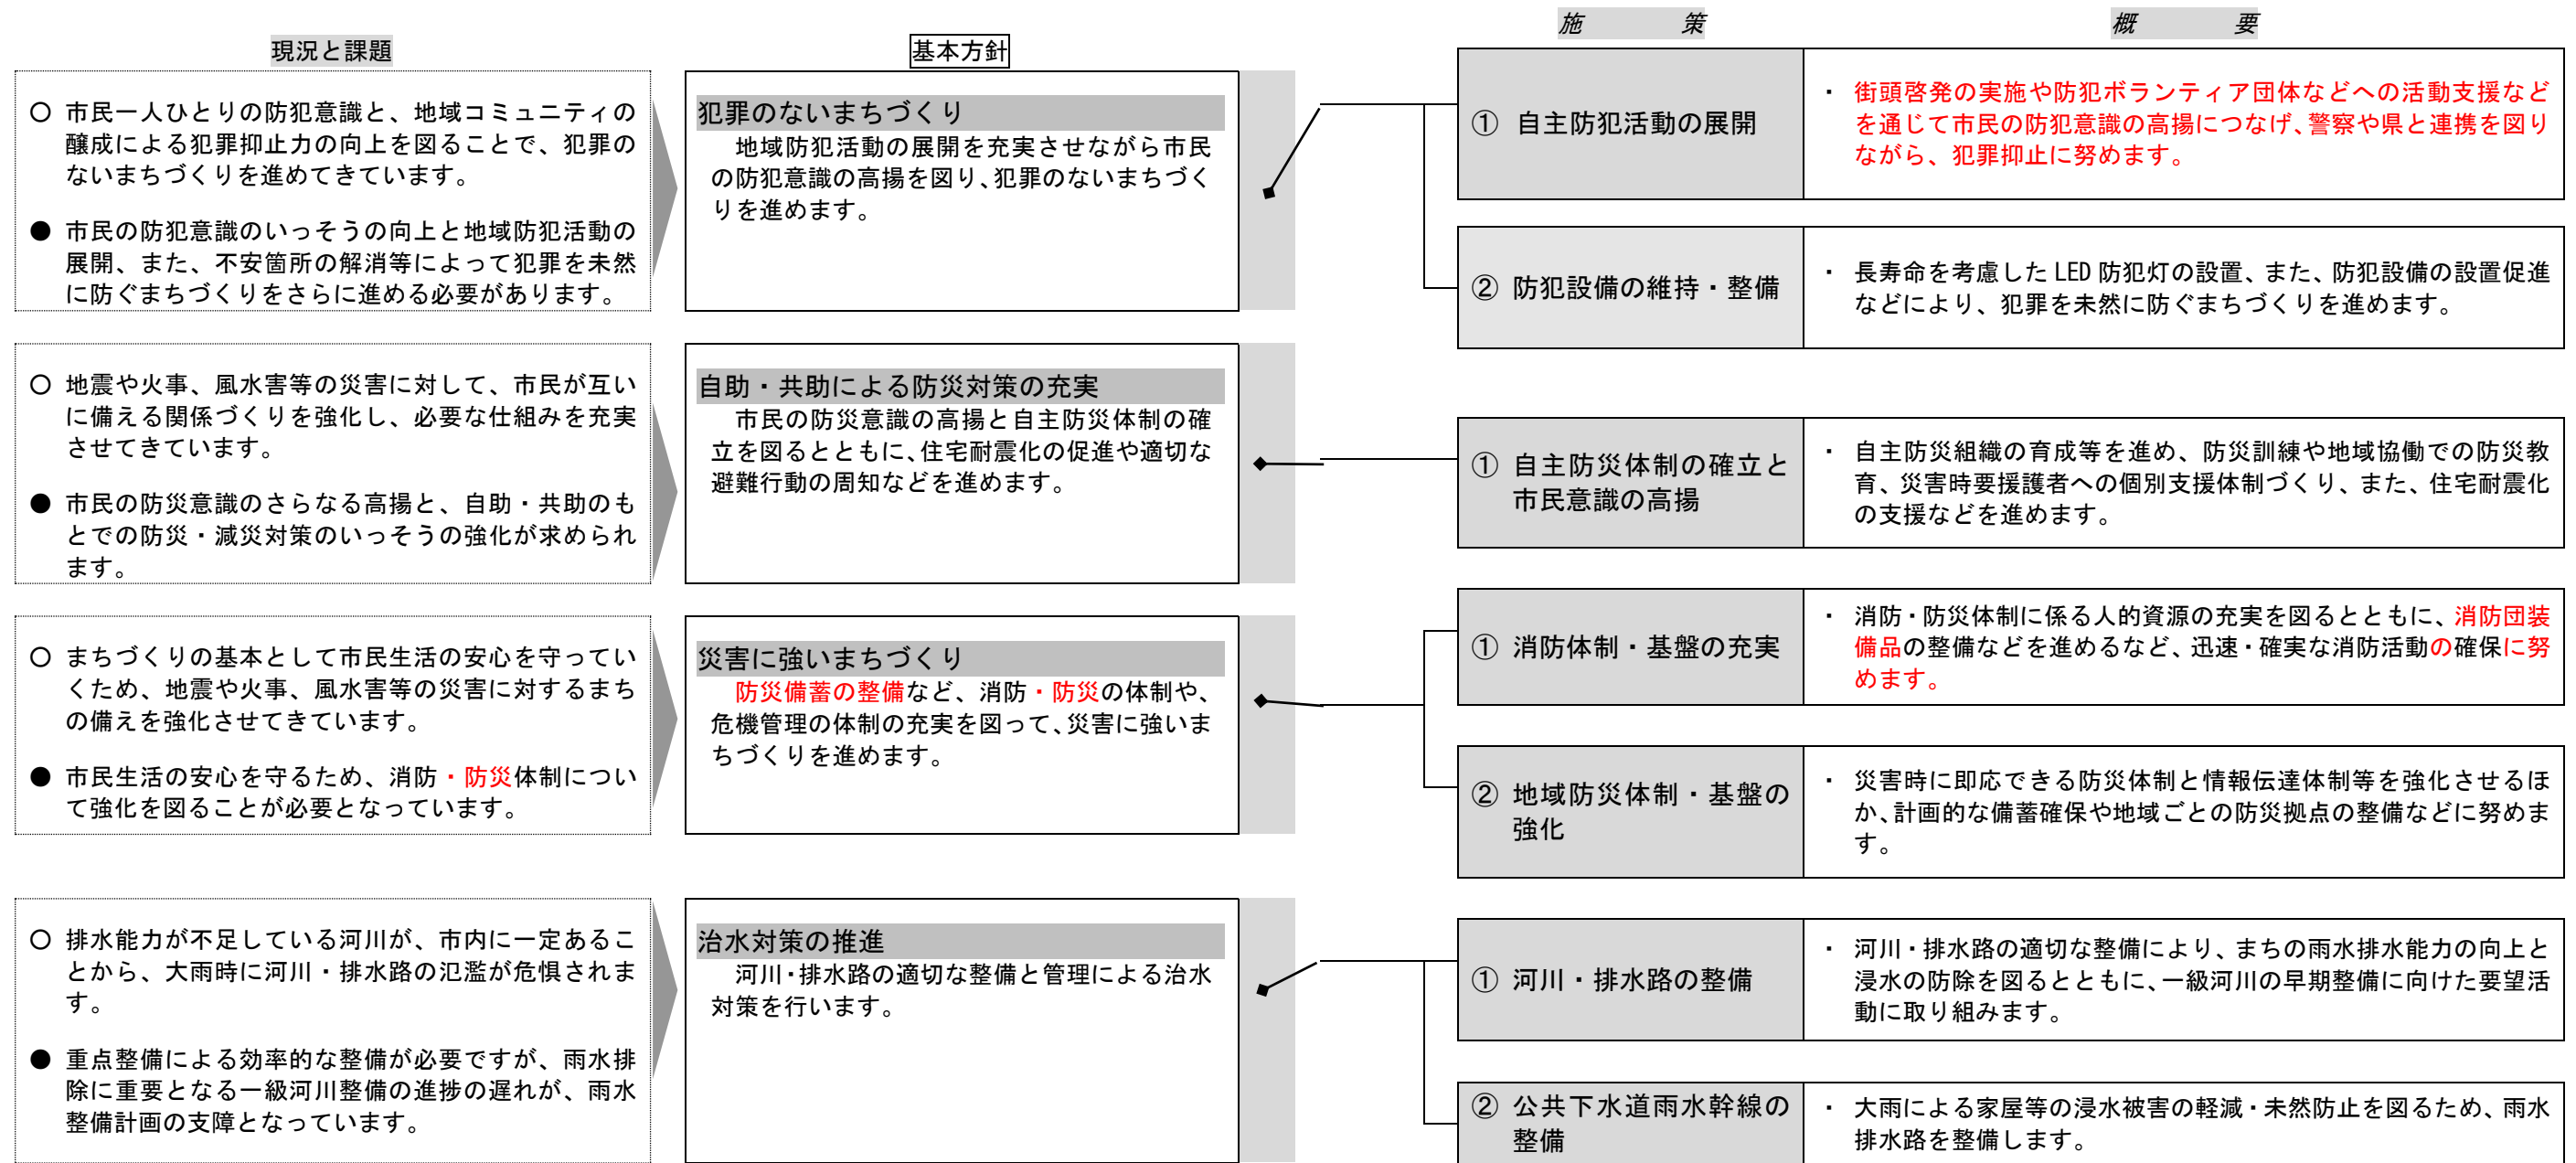 現況と課題
基本方針
施 策
概 要
○ 市民一人ひとりの防犯意識と、地域コミュニティの
醸成による犯罪抑止力の向上を図ることで、犯罪の
ないまちづくりを進めてきています。
● 市民の防犯意識のいっそうの向上と地域防犯活動の
展開、また、不安箇所の解消等によって犯罪を未然
に防ぐまちづくりをさらに進める必要があります。
犯罪のないまちづくり
地域防犯活動の展開を充実させながら市民
の防犯意識の高揚を図り、犯罪のないまちづく
りを進めます。
① 自主防犯活動の展開
・ 街頭啓発の実施や防犯ボランティア団体などへの活動支援など
を通じて市民の防犯意識の高揚につなげ、警察や県と連携を図り
ながら、犯罪抑止に努めます。
② 防犯設備の維持・整備
・ 長寿命を考慮した LED 防犯灯の設置、また、防犯設備の設置促進
などにより、犯罪を未然に防ぐまちづくりを進めます。
○ 地震や火事、風水害等の災害に対して、市民が互い
に備える関係づくりを強化し、必要な仕組みを充実
させてきています。
● 市民の防災意識のさらなる高揚と、自助・共助のも
とでの防災・減災対策のいっそうの強化が求められ
ます。
自助・共助による防災対策の充実
市民の防災意識の高揚と自主防災体制の確
立を図るとともに、住宅耐震化の促進や適切な
避難行動の周知などを進めます。
① 自主防災体制の確立と
市民意識の高揚
・ 自主防災組織の育成等を進め、防災訓練や地域協働での防災教
育、災害時要援護者への個別支援体制づくり、また、住宅耐震化
の支援などを進めます。
○ まちづくりの基本として市民生活の安心を守ってい
くため、地震や火事、風水害等の災害に対するまち
の備えを強化させてきています。
● 市民生活の安心を守るため、消防・防災体制につい
て強化を図ることが必要となっています。
災害に強いまちづくり
防災備蓄の整備など、消防・防災の体制や、
危機管理の体制の充実を図って、災害に強いま
ちづくりを進めます。
① 消防体制・基盤の充実
・ 消防・防災体制に係る人的資源の充実を図るとともに、消防団装
備品の整備などを進めるなど、迅速・確実な消防活動の確保に努
めます。
② 地域防災体制・基盤の
強化
・ 災害時に即応できる防災体制と情報伝達体制等を強化させるほ
か、計画的な備蓄確保や地域ごとの防災拠点の整備などに努めま
す。
○ 排水能力が不足している河川が、市内に一定あるこ
とから、大雨時に河川・排水路の氾濫が危惧されま
す。
● 重点整備による効率的な整備が必要ですが、雨水排
除に重要となる一級河川整備の進捗の遅れが、雨水
整備計画の支障となっています。
治水対策の推進
河川・排水路の適切な整備と管理による治水
対策を行います。
① 河川・排水路の整備
・ 河川・排水路の適切な整備により、まちの雨水排水能力の向上と
浸水の防除を図るとともに、一級河川の早期整備に向けた要望活
動に取り組みます。
② 公共下水道雨水幹線の
整備
・ 大雨による家屋等の浸水被害の軽減・未然防止を図るため、雨水
排水路を整備します。